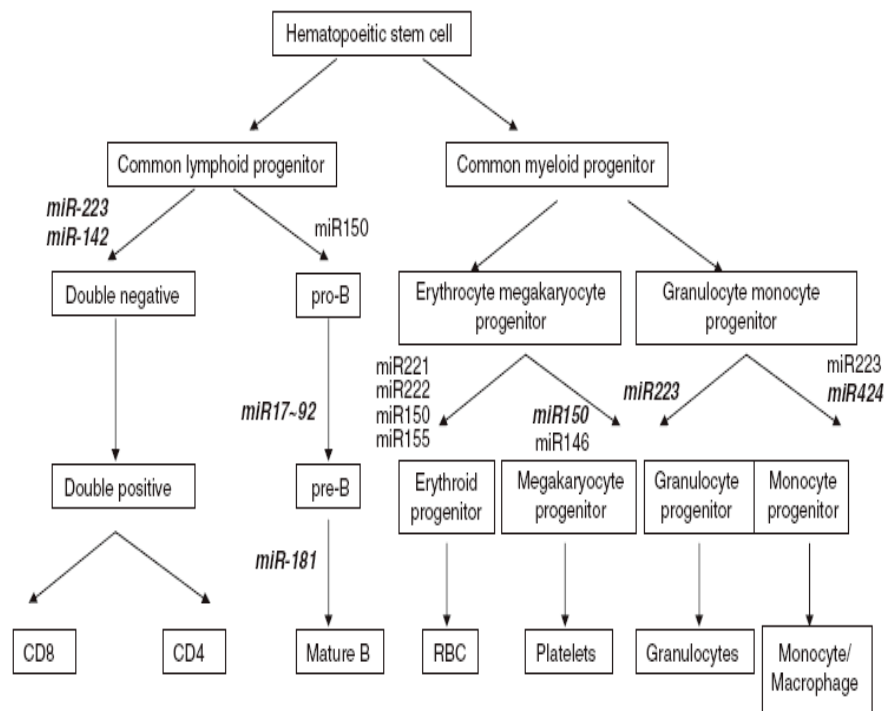 Hematopoeitic stem cell
Common lymphoid progenitor
Common myeloid progenitor
miR-223
miR-142
miR150
Double negative
pro-B
Erythrocyte megakaryocyte
progenitor
Granulocyte monocyte
progenitor
miR17~92
miR221
miR222
miR150
miR155
miR150
miR146
miR223
miR223
miR424
Double positive
pre-B
Erythroid
progenitor
Megakaryocyte
progenitor
Granulocyte
progenitor
Monocyte
progenitor
miR-181
CD8
CD4
Mature B
RBC
Platelets
Granulocytes
Monocyte/
Macrophage